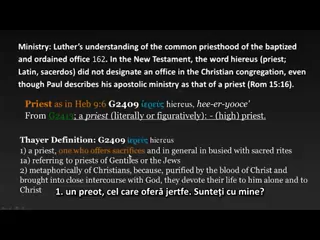 Ministry: Luther's understanding of the common priesthood of the baptized
and ordained office 162. In the New Testament, the word hiereus (priest;
Latin, sacerdos) did not designate an office in the Christian congregation, even
though Paul describes his apostolic ministry as that of a priest (Rom 15:16).
Priest as in Heb 9:6 G2409 ἱερεύς hiereus, hee-er-yooce'
From G2413; a priest (literally or figuratively): - (high) priest.
Thayer Definition: G2409 ἱερεύς hiereus
1) a priest, one who offers sacrifices and in general in busied with sacred rites
1a) referring to priests of Gentiles or the Jews
2) metaphorically of Christians, because, purified by the blood of Christ and
brought into close intercourse with God, they devote their life to him alone and to
Christ
1. un preot, cel care oferă jertfe. Sunteți cu mine?